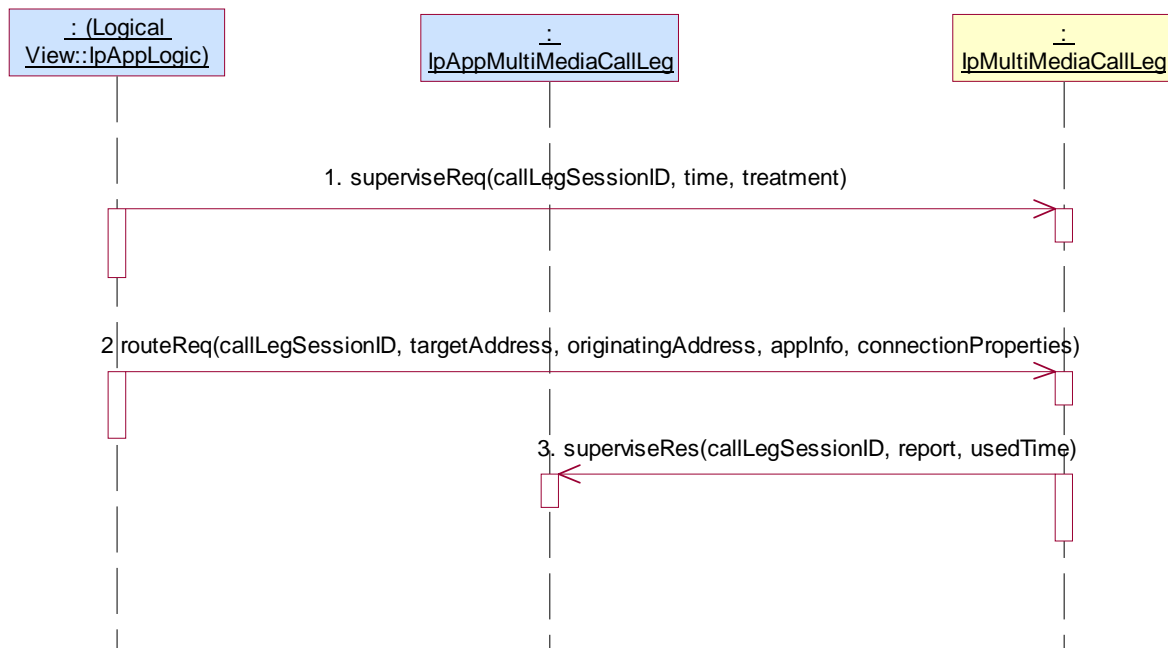 : (Logical
View::IpAppLogic)
:
IpAppMultiMediaCallLeg
:
IpMultiMediaCallLeg
1. superviseReq(callLegSessionID, time, treatment)
2 routeReq(callLegSessionID, targetAddress, originatingAddress, appInfo, connectionProperties)
3. superviseRes(callLegSessionID, report, usedTime)